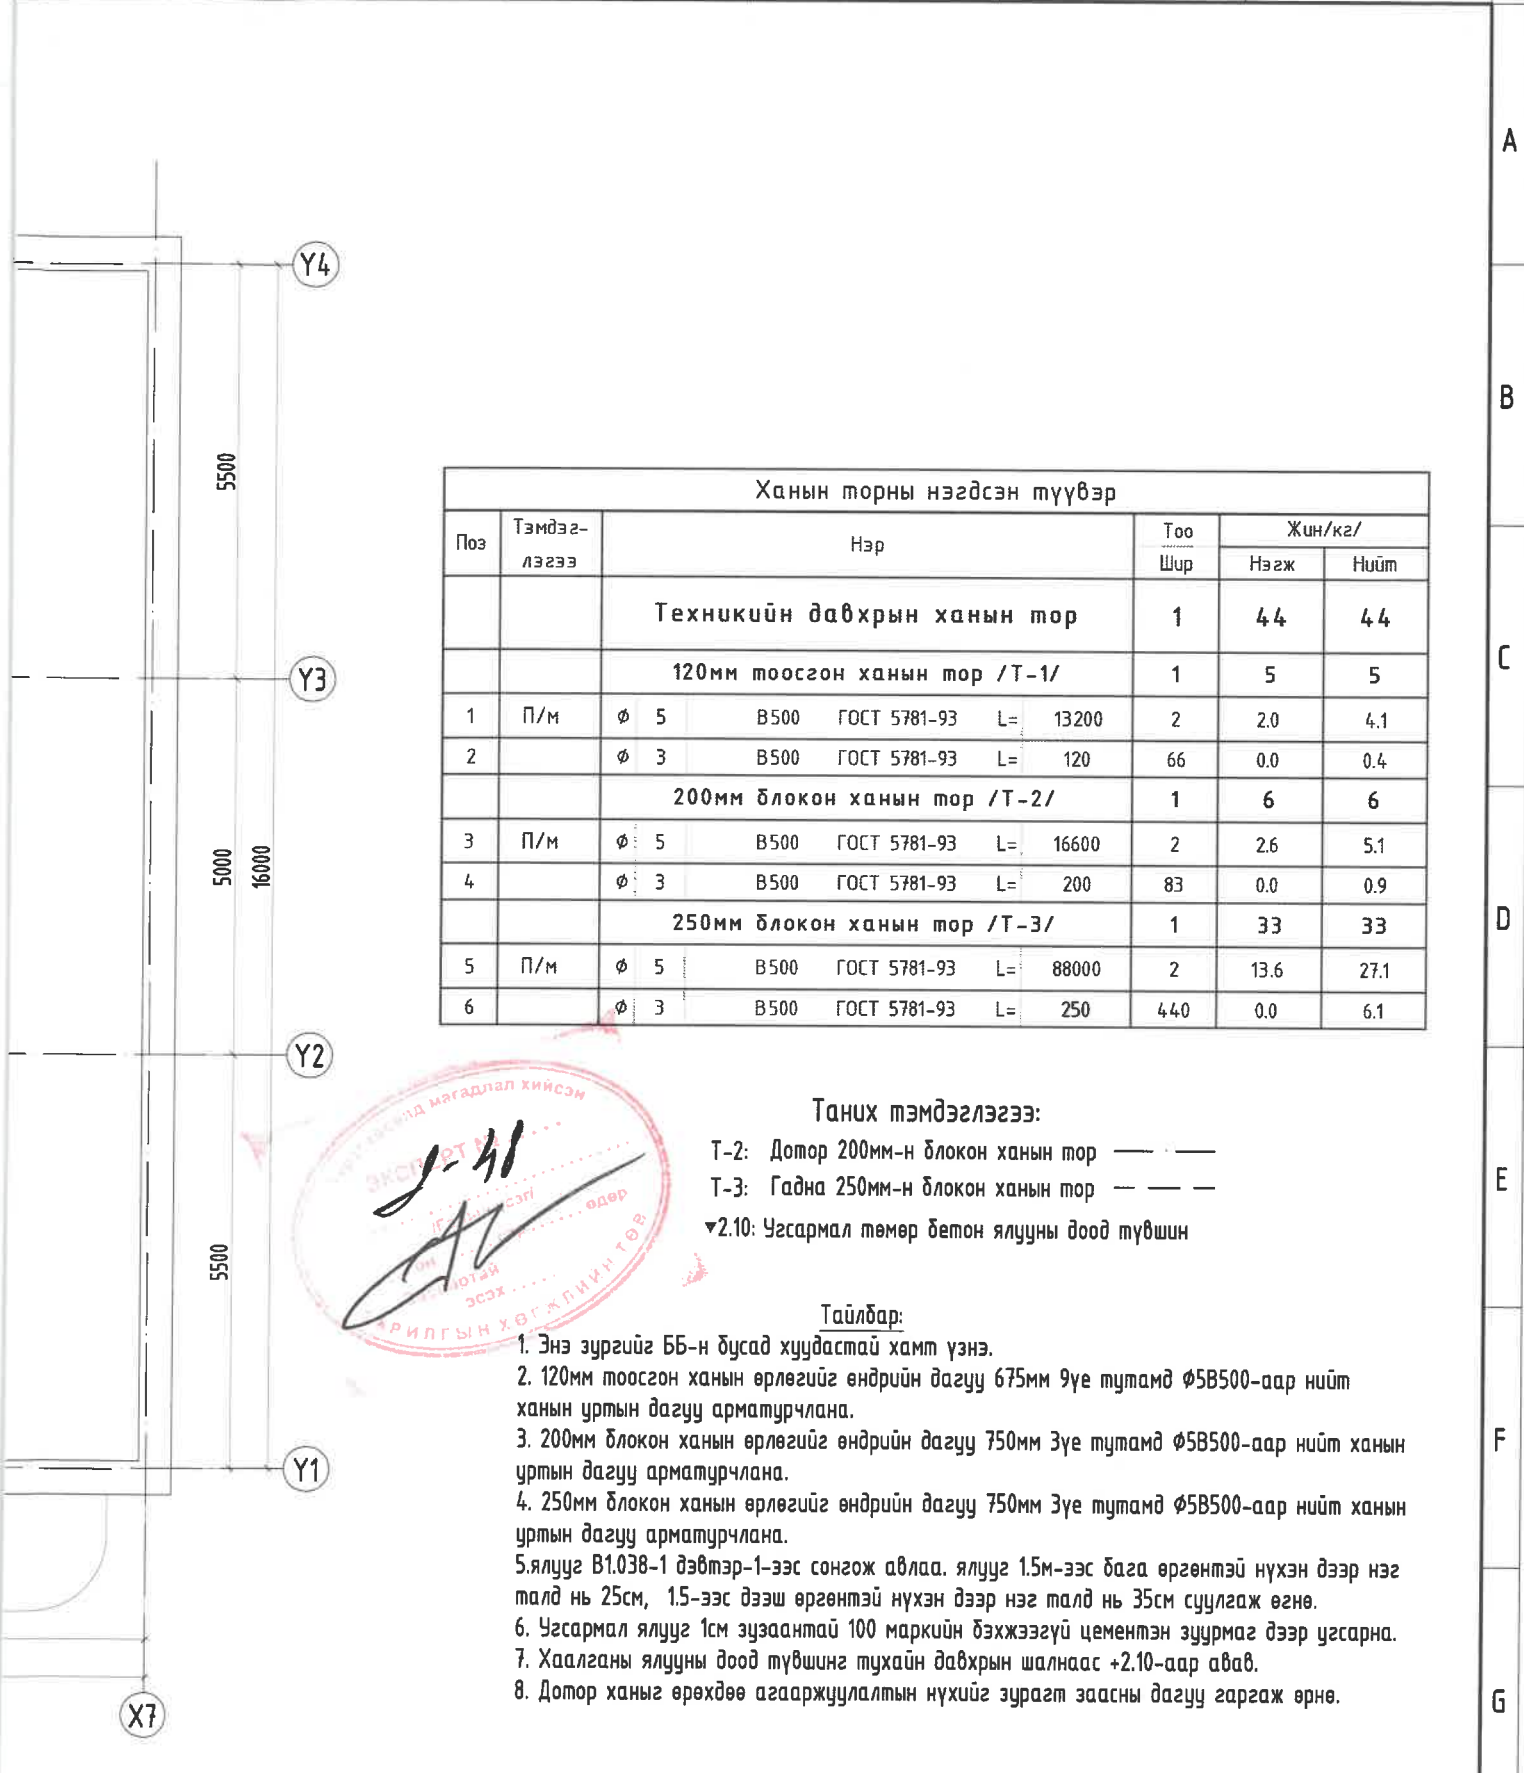 A
B
C
D
E
F
G
Y4
Y3
Y2
Y1
X7
5500
5000
16000
5500
Ханын торны нэгдсэн түүвэр
Поз Тэмдэг-лэгээ Нэр Тоо Шир Жин/кг/ Нэгж Нийт
Техникийн давхрын ханын тор 1 44 44
120мм тоосгон ханын тор /Т-1/ 1 5 5
1 П/м ϕ 5 В500 ГОСТ 5781-93 L= 13200 2 2.0 4.1
2 ϕ 3 В500 ГОСТ 5781-93 L= 120 66 0.0 0.4
200мм блокон ханын тор /Т-2/ 1 6 6
3 П/м ϕ 5 В500 ГОСТ 5781-93 L= 16600 2 2.6 5.1
4 ϕ 3 В500 ГОСТ 5781-93 L= 200 83 0.0 0.9
250мм блокон ханын тор /Т-3/ 1 33 33
5 П/м ϕ 5 В500 ГОСТ 5781-93 L= 88000 2 13.6 27.1
6 ϕ 3 В500 ГОСТ 5781-93 L= 250 440 0.0 6.1
магадлал хийсэн
ЭКСПЕРТ №
өдөр
эсэх
АРИЛГЫН ХӨГЖЛИЙН ТӨВ
Таних тэмдэглэгээ:
Т-2: Дотор 200мм-н блокон ханын тор
Т-3: Гадна 250мм-н блокон ханын тор
▼2.10: Угсармал төмөр бетон ялууны доод түвшин
Тайлбар:
1. Энэ зургийг ББ-н бусад хуудастай хамт үзнэ.
2. 120мм тоосгон ханын өрлөгийг өндрийн дагуу 675мм 9үе тутамд ϕ5В500-аар нийт
ханын уртын дагуу арматурчлана.
3. 200мм блокон ханын өрлөгийг өндрийн дагуу 750мм 3үе тутамд ϕ5В500-аар нийт ханын
уртын дагуу арматурчлана.
4. 250мм блокон ханын өрлөгийг өндрийн дагуу 750мм 3үе тутамд ϕ5В500-аар нийт ханын
уртын дагуу арматурчлана.
5.ялууг В1.038-1 дэвтэр-1-ээс сонгож авлаа. ялууг 1.5м-ээс бага өргөнтэй нүхэн дээр нэг
талд нь 25см, 1.5-ээс дээш өргөнтэй нүхэн дээр нэг талд нь 35см суулгаж өгнө.
6. Угсармал ялууг 1см зузаантай 100 маркийн бэхжээгүй цементэн зуурмаг дээр угсарна.
7. Хаалганы ялууны доод түвшинг тухайн давхрын шалнаас +2.10-аар авав.
8. Дотор ханыг өрөхдөө агааржуулалтын нүхийг зурагт заасны дагуу гаргаж өрнө.